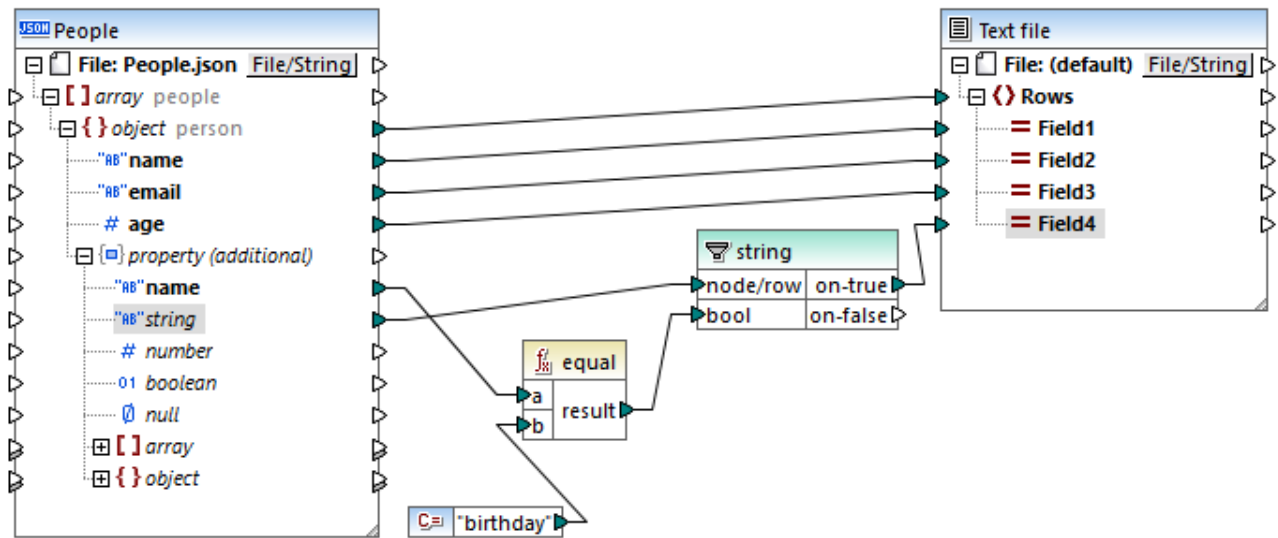 JSON People
File: People.json File/String
[ ] array people
{ } object person
"AB" name
"AB" email
# age
{ } property (additional)
"AB" name
"AB" string
# number
01 boolean
Ø null
[ ] array
{ } object
string
node/row on-true
bool on-false
fx equal
a
result
b
C= "birthday"
Text file
File: (default) File/String
Rows
= Field1
= Field2
= Field3
= Field4